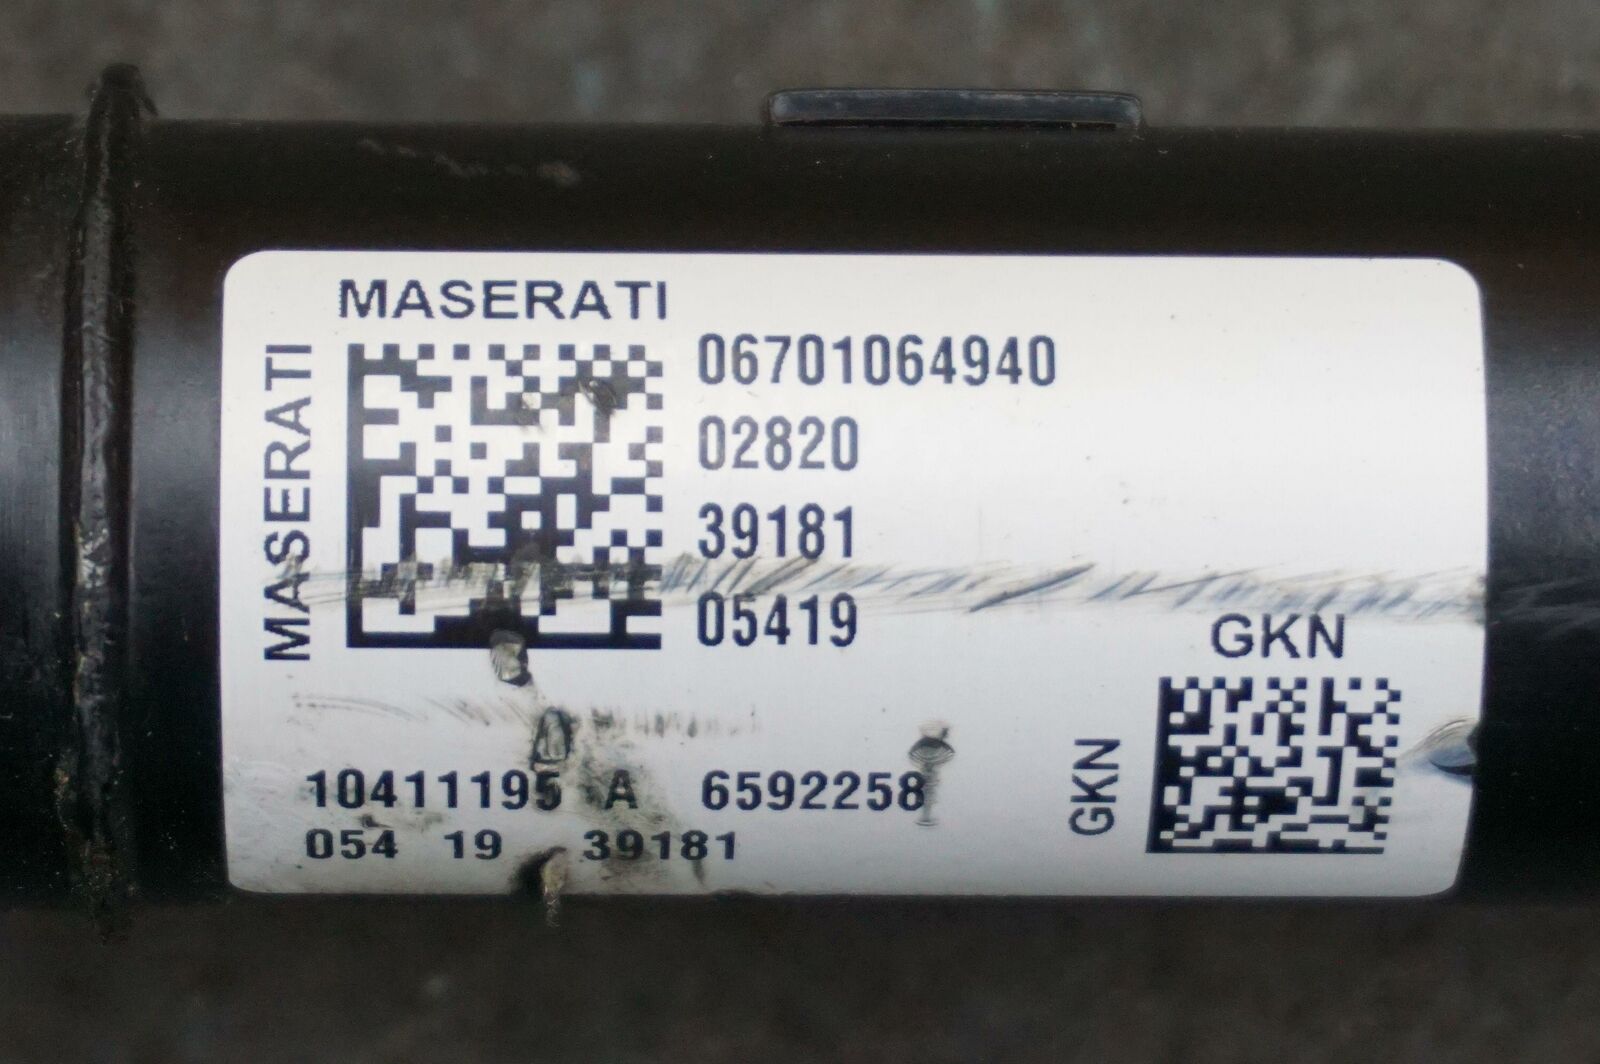 MASERATI
MASERATI
06701064940
02820
39181
05419
GKN
GKN
10411195 A 6592258
054 19 39181